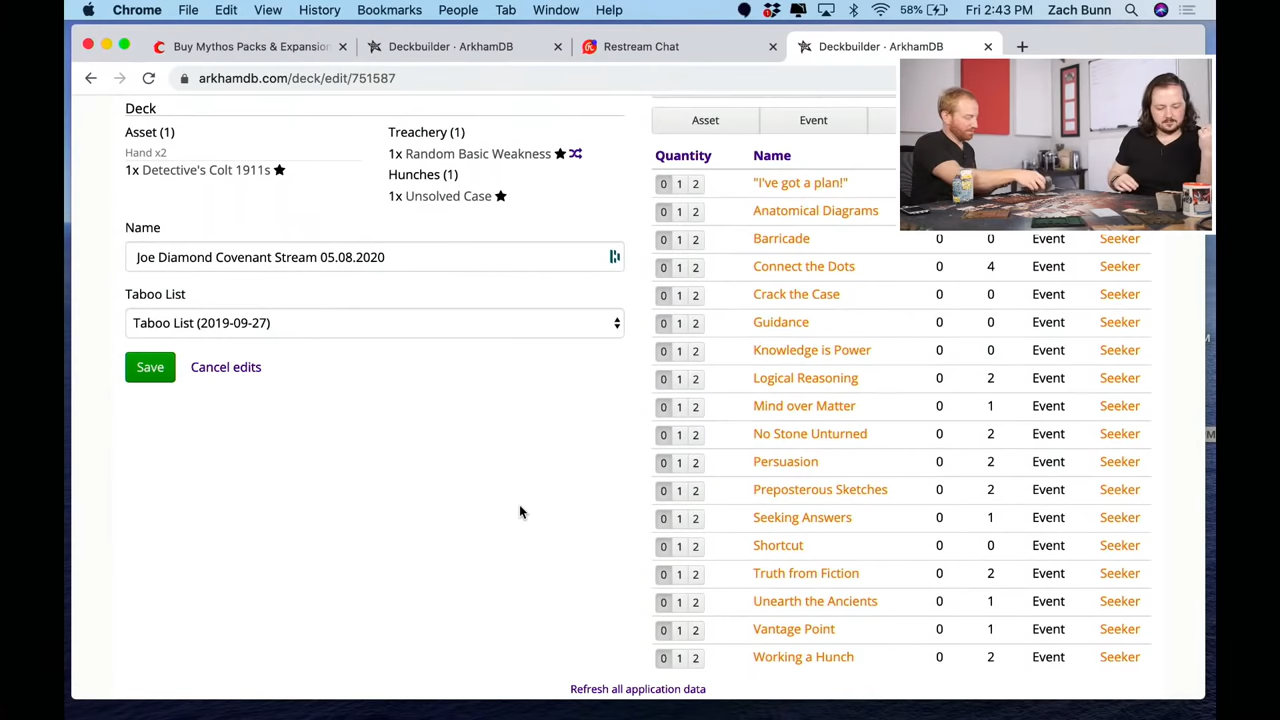 Chrome File Edit View History Bookmarks People Tab Window Help 58% Fri 2:43 PM Zach Bunn
Buy Mythos Packs & Expansion Deckbuilder · ArkhamDB Restream Chat Deckbuilder · ArkhamDB
arkhamdb.com/deck/edit/751587
Deck
Asset (1)
Hand x2
1x Detective's Colt 1911s
Treachery (1)
1x Random Basic Weakness
Hunches (1)
1x Unsolved Case
Name
Joe Diamond Covenant Stream 05.08.2020
Taboo List
Taboo List (2019-09-27)
Save Cancel edits
Asset Event
Quantity Name
0 1 2 "I've got a plan!"
0 1 2 Anatomical Diagrams
0 1 2 Barricade 0 0 Event Seeker
0 1 2 Connect the Dots 0 4 Event Seeker
0 1 2 Crack the Case 0 0 Event Seeker
0 1 2 Guidance 0 0 Event Seeker
0 1 2 Knowledge is Power 0 0 Event Seeker
0 1 2 Logical Reasoning 0 2 Event Seeker
0 1 2 Mind over Matter 0 1 Event Seeker
0 1 2 No Stone Unturned 0 2 Event Seeker
0 1 2 Persuasion 0 2 Event Seeker
0 1 2 Preposterous Sketches 0 2 Event Seeker
0 1 2 Seeking Answers 0 1 Event Seeker
0 1 2 Shortcut 0 0 Event Seeker
0 1 2 Truth from Fiction 0 2 Event Seeker
0 1 2 Unearth the Ancients 0 1 Event Seeker
0 1 2 Vantage Point 0 1 Event Seeker
0 1 2 Working a Hunch 0 2 Event Seeker
Refresh all application data